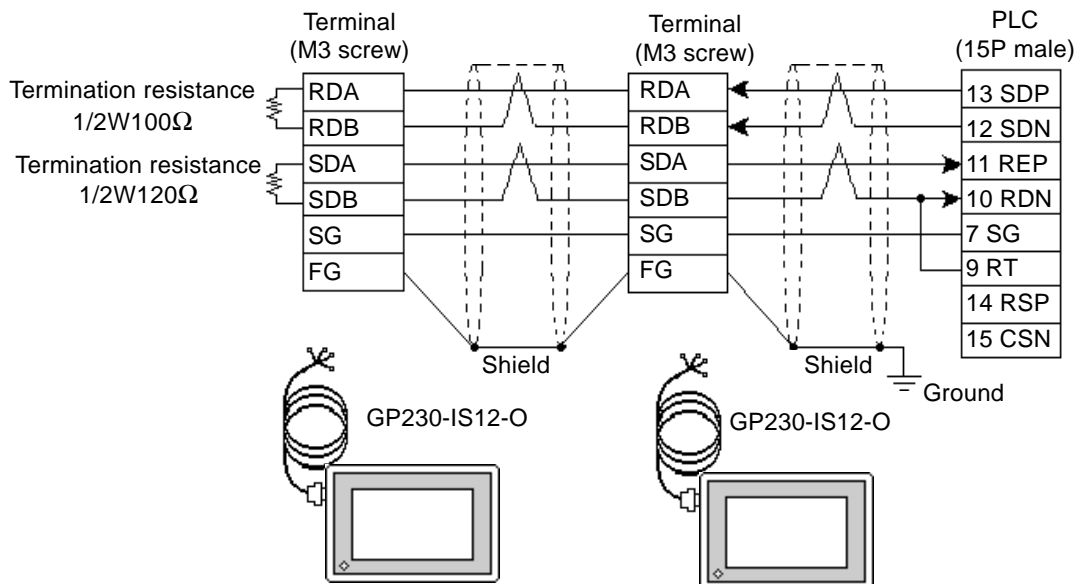 Terminal
(M3 screw)
Terminal
(M3 screw)
PLC
(15P male)
Termination resistance
1/2W100Ω
Termination resistance
1/2W120Ω
RDA
RDB
SDA
SDB
SG
FG
RDA
RDB
SDA
SDB
SG
FG
13 SDP
12 SDN
11 REP
10 RDN
7 SG
9 RT
14 RSP
15 CSN
Shield
Shield
Ground
GP230-IS12-O
GP230-IS12-O